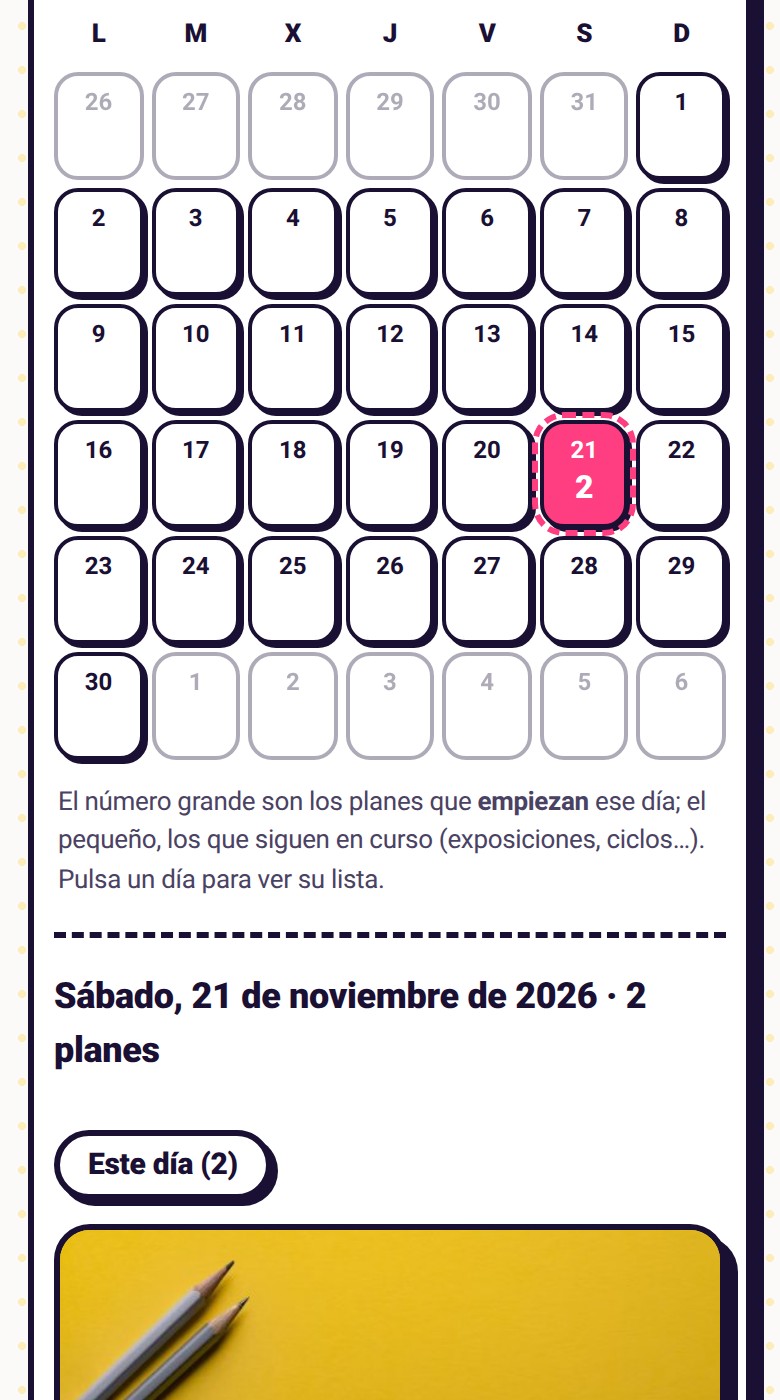 L M X J V S D
26 27 28 29 30 31 1
2 3 4 5 6 7 8
9 10 11 12 13 14 15
16 17 18 19 20 21 22
2
23 24 25 26 27 28 29
30 1 2 3 4 5 6
El número grande son los planes que empiezan ese día; el
pequeño, los que siguen en curso (exposiciones, ciclos...).
Pulsa un día para ver su lista.
Sábado, 21 de noviembre de 2026 · 2
planes
Este día (2)